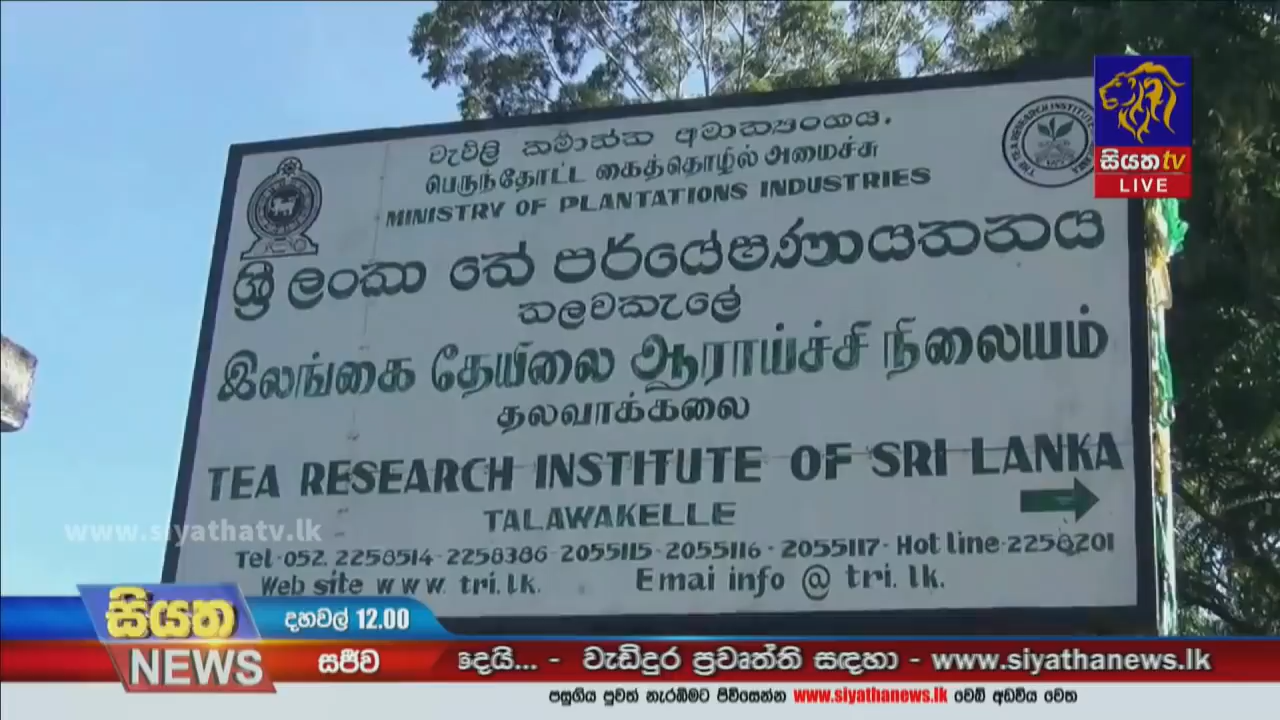 වැවිලි කර්මාන්ත අමාත්‍යංශය.
பெருந்தோட்ட கைத்தொழில் அமைச்சு
MINISTRY OF PLANTATIONS INDUSTRIES
ශ්‍රී ලංකා තේ පර්යේෂණායතනය
තලවකැලේ
இலங்கை தேயிலை ஆராய்ச்சி நிலையம்
தலவாக்கலை
TEA RESEARCH INSTITUTE OF SRI LANKA
TALAWAKELLE
Tel-052. 2258514-2258386-2055115-2055116-2055117-Hot line-2258201
Web site www. tri.lk. Emai info @ tri. lk.
සියත tv
LIVE
www.siyathatv.lk
සියත
NEWS
දහවල් 12.00
සජීව
දෙයි... - වැඩිදුර ප්‍රවෘත්ති සඳහා - www.siyathanews.lk
පසුගිය පුවත් නැරඹීමට පිවිසෙන්න www.siyathanews.lk වෙබ් අඩවිය වෙත